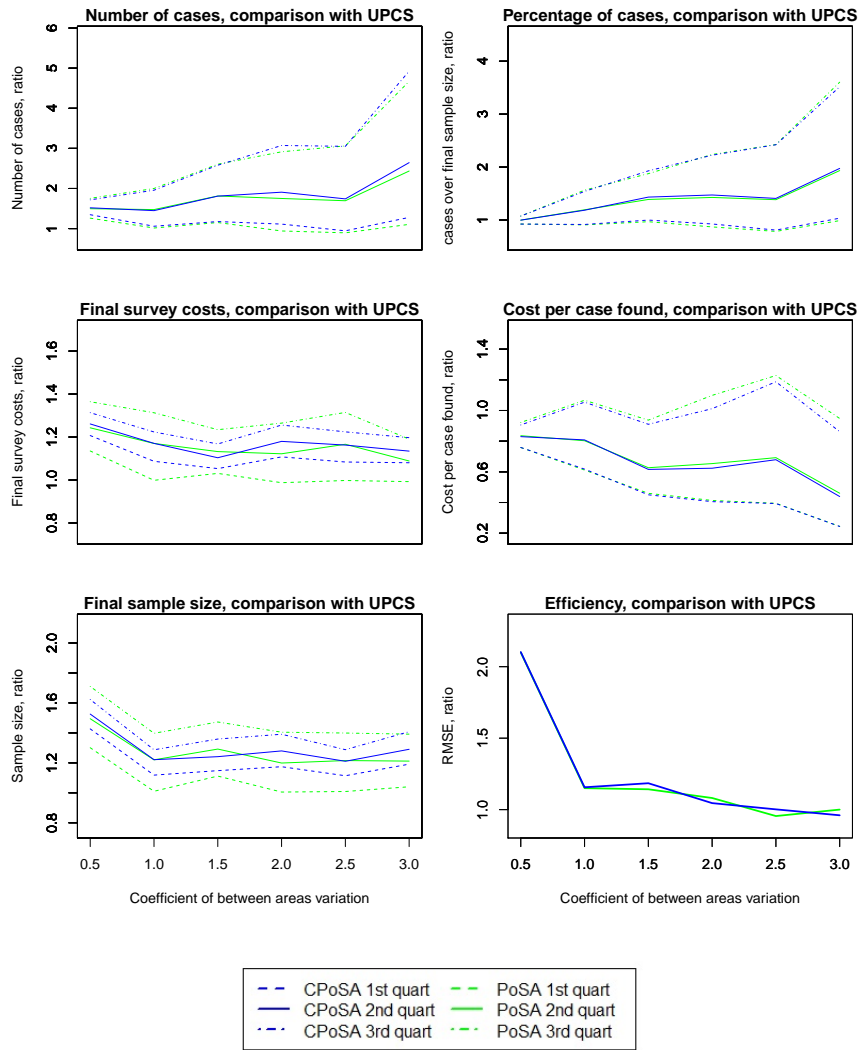 Number of cases, comparison with UPCS
Number of cases, ratio
6
5
4
3
2
1
Percentage of cases, comparison with UPCS
cases over final sample size, ratio
4
3
2
1
Final survey costs, comparison with UPCS
Final survey costs, ratio
1.6
1.4
1.2
1.0
0.8
Cost per case found, comparison with UPCS
Cost per case found, ratio
1.4
1.0
0.6
0.2
Final sample size, comparison with UPCS
Sample size, ratio
2.0
1.6
1.2
0.8
0.5 1.0 1.5 2.0 2.5 3.0
Coefficient of between areas variation
Efficiency, comparison with UPCS
RMSE, ratio
2.0
1.5
1.0
0.5 1.0 1.5 2.0 2.5 3.0
Coefficient of between areas variation
CPoSA 1st quart
CPoSA 2nd quart
CPoSA 3rd quart
PoSA 1st quart
PoSA 2nd quart
PoSA 3rd quart